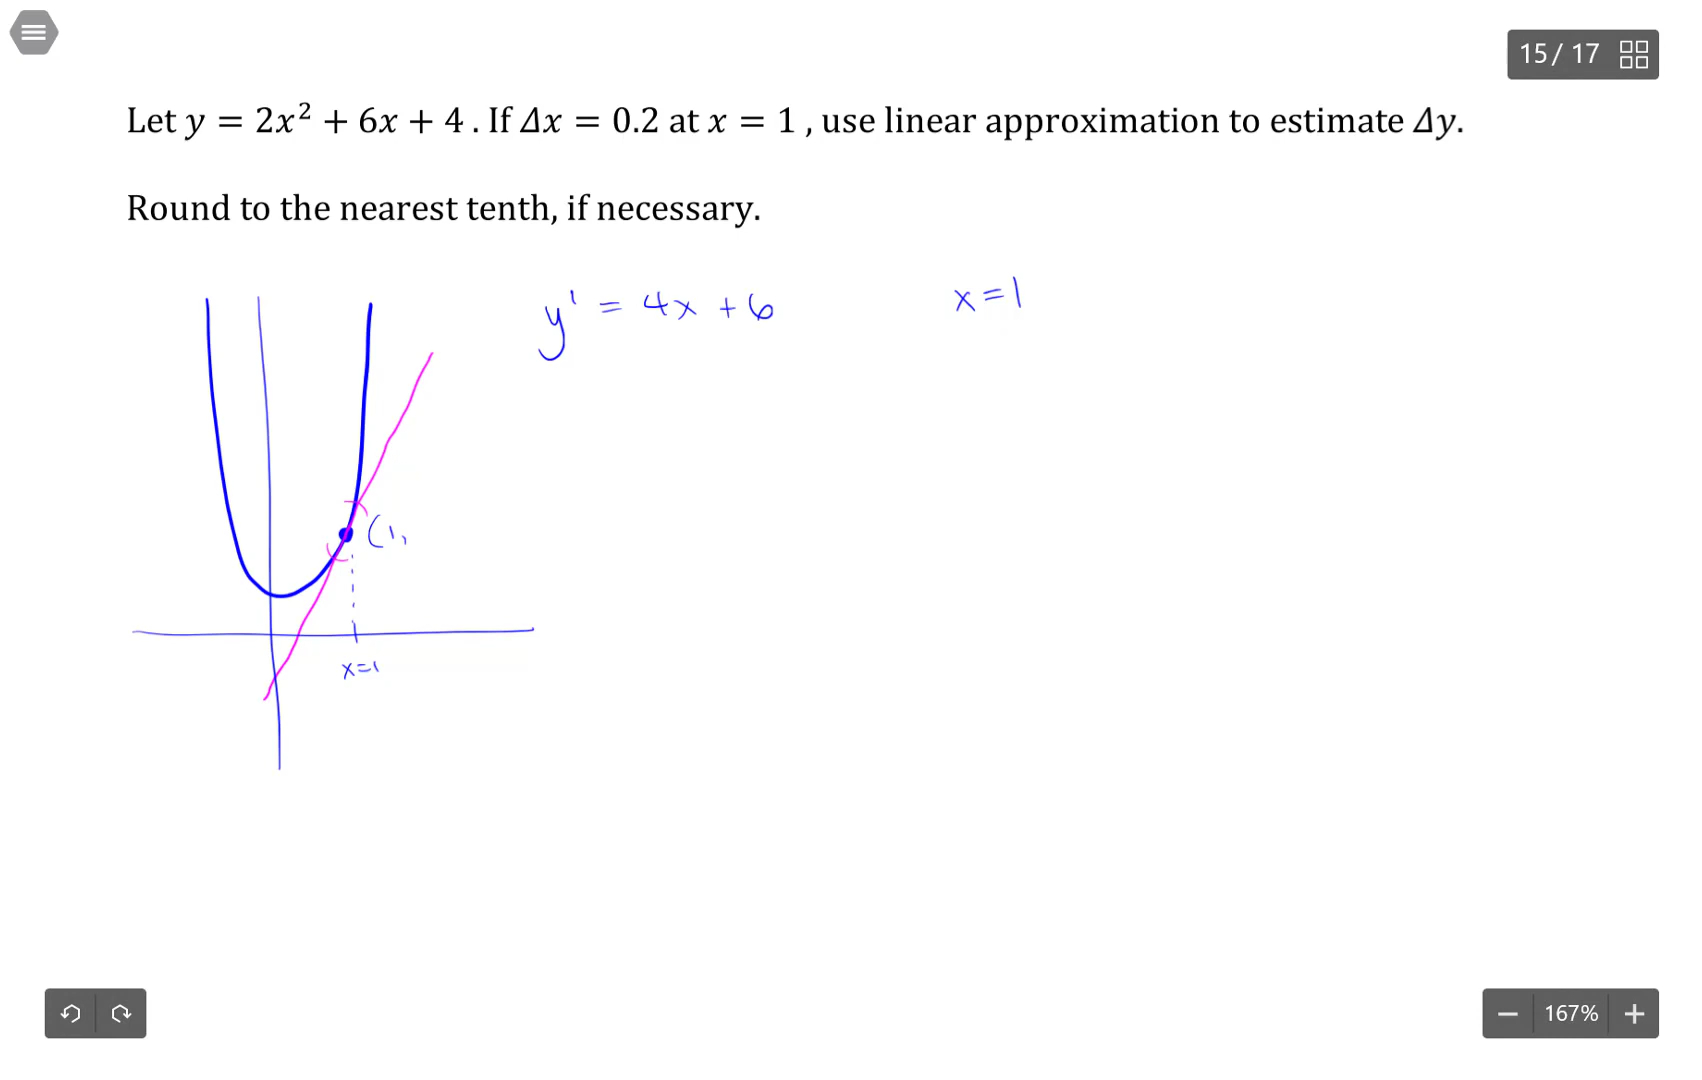 15 / 17
Let y = 2x² + 6x + 4 . If Δx = 0.2 at x = 1 , use linear approximation to estimate Δy.
Round to the nearest tenth, if necessary.
y' = 4x + 6
x = 1
(1,
x=1
167%